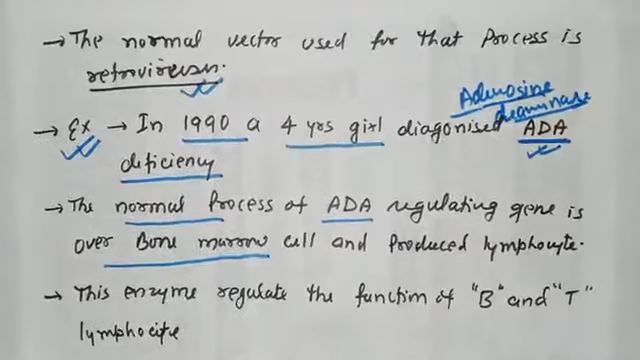 → The normal vector used for that Process is
retroviruses.
Adenosine
deaminase
→ Ex → In 1990 a 4 yrs girl diagonised ADA
dificiency
→ The normal Process of ADA regulating gene is
over Bone marrow cell and Produced lymphocyte.
→ This enzyme regulate the function of "B" and "T"
lymphocite